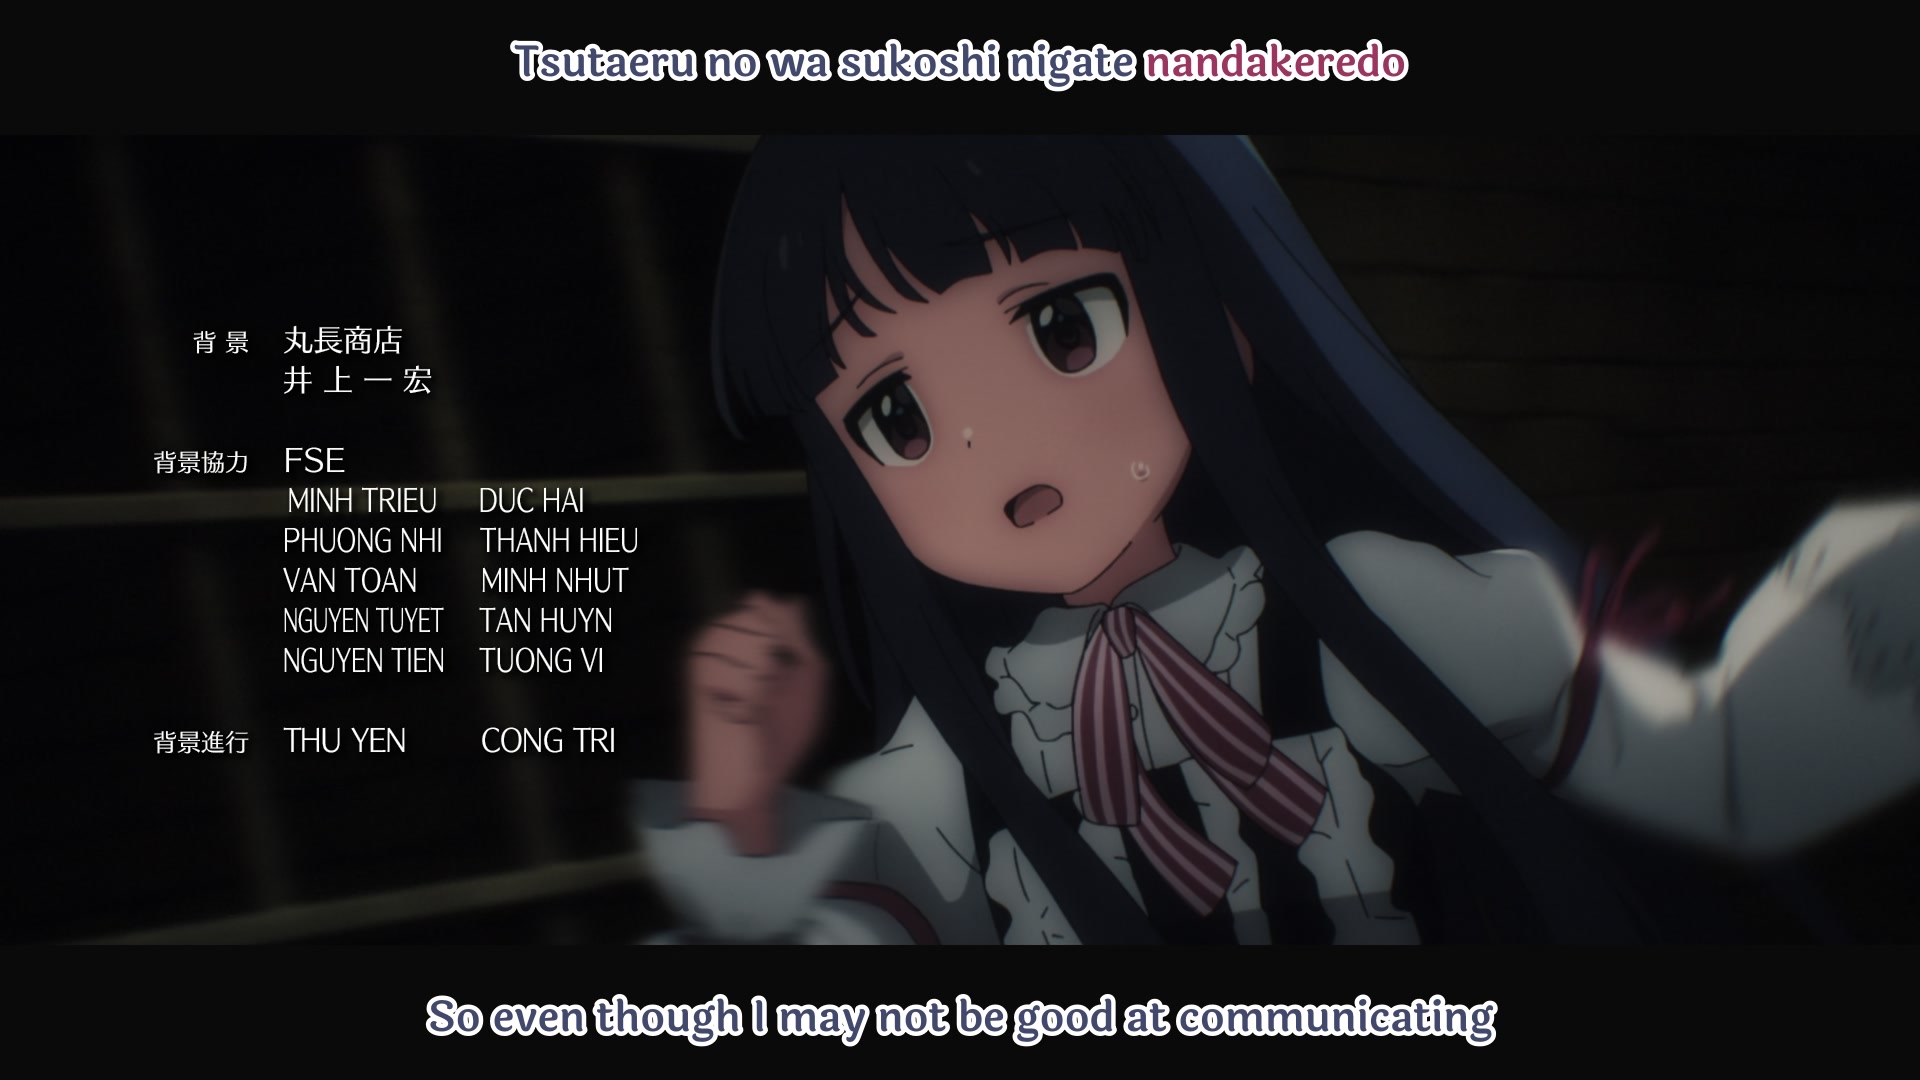 Tsutaeru no wa sukoshi nigate nandakeredo
背景 丸長商店
井上一宏
背景協力 FSE
MINH TRIEU DUC HAI
PHUONG NHI THANH HIEU
VAN TOAN MINH NHUT
NGUYEN TUYET TAN HUYN
NGUYEN TIEN TUONG VI
背景進行 THU YEN CONG TRI
So even though I may not be good at communicating